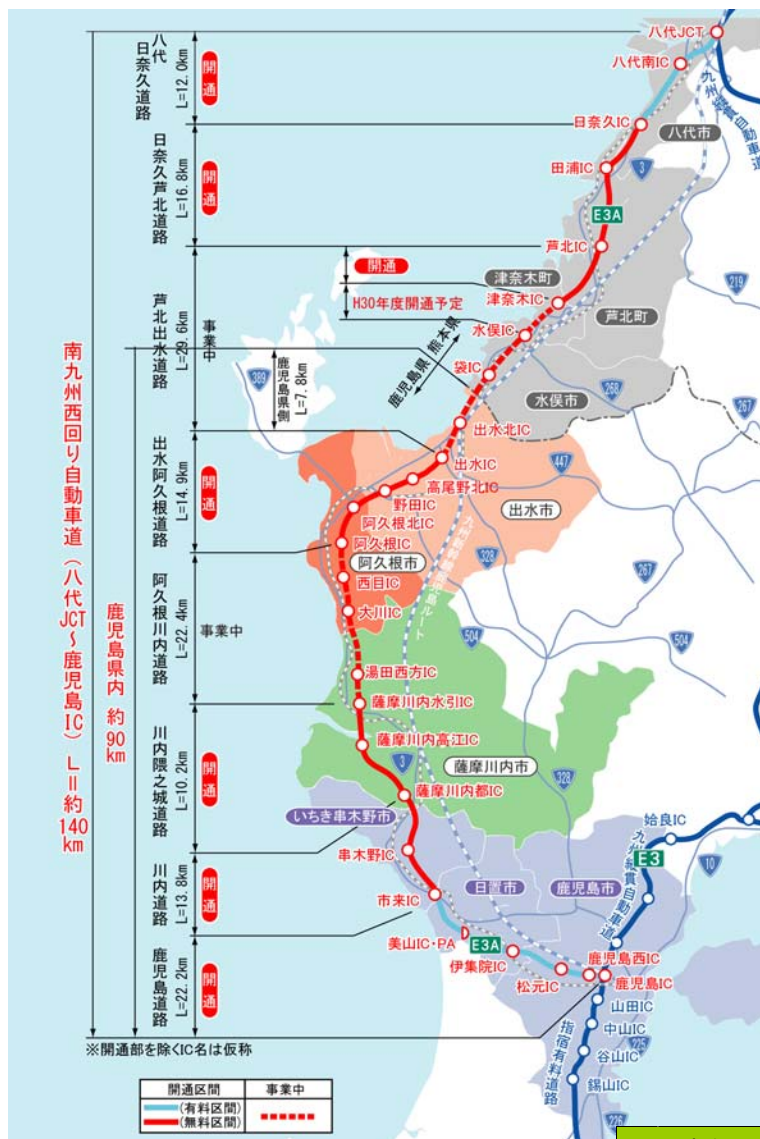 南九州西回り自動車道（八代JCT～鹿児島IC） L＝約140km
鹿児島県内 約90km
八代日奈久道路
L=12.0km
開通
日奈久芦北道路
L=16.8km
開通
芦北出水道路
L=29.6km
事業中
開通
H30年度開通予定
鹿児島県側
L=7.8km
出水阿久根道路
L=14.9km
開通
阿久根川内道路
L=22.4km
事業中
川内隈之城道路
L=10.2km
開通
川内道路
L=13.8km
開通
鹿児島道路
L=22.2km
開通
八代JCT
八代南IC
九州縦貫自動車道
日奈久IC
八代市
田浦IC
3
E3A
芦北IC
津奈木町
津奈木IC
219
芦北町
水俣IC
熊本県
鹿児島県
袋IC
389
268
267
水俣市
出水北IC
出水IC
447
高尾野北IC
野田IC
出水市
阿久根北IC
阿久根IC
328
阿久根市
九州新幹線鹿児島ルート
西目IC
267
大川IC
504
504
湯田西方IC
薩摩川内水引IC
薩摩川内高江IC
3
薩摩川内市
328
薩摩川内都IC
いちき串木野市
姶良IC
串木野IC
E3
10
九州縦貫自動車道
日置市
鹿児島市
市来IC
美山IC・PA
E3A
伊集院IC
鹿児島西IC
松元IC
鹿児島IC
山田IC
中山IC
225
谷山IC
錫山IC
指宿有料道路
226
※開通部を除くIC名は仮称
開通区間 事業中
(有料区間)
(無料区間)